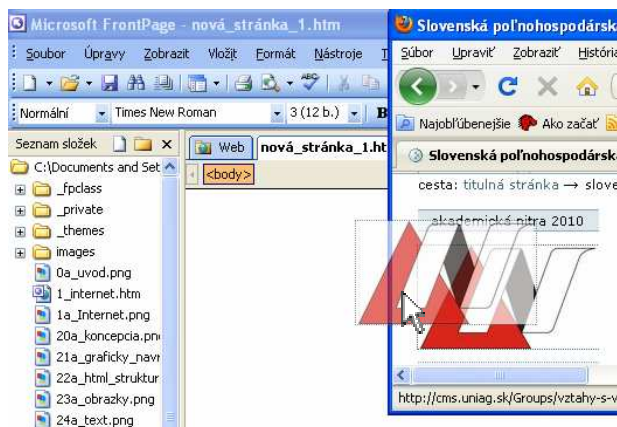 Microsoft FrontPage - nová_stránka_1.htm
Soubor Úpravy Zobrazit Vložit Formát Nástroje
Normální Times New Roman 3 (12 b.) B
Seznam složek
Web nová_stránka_1.ht
<body>
C:\Documents and Set
_fpclass
_private
_themes
images
0a_uvod.png
1_internet.htm
1a_Internet.png
20a_koncepcia.pn
21a_graficky_navr
22a_html_struktur
23a_obrazky.png
24a_text.png
Slovenská poľnohospodársk
Súbor Upraviť Zobraziť Históri
Najobľúbenejšie Ako začať
Slovenská poľnohospodársk
cesta: titulná stránka → slove
akademická nitra 2010
http://cms.uniag.sk/Groups/vztahy-s-v